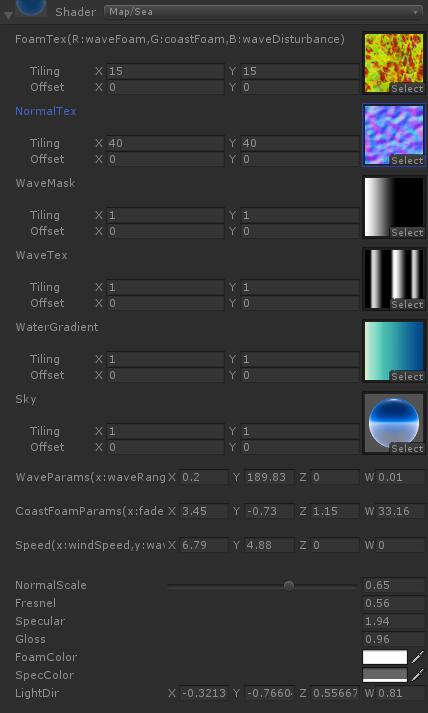 Shader Map/Sea
FoamTex(R:waveFoam,G:coastFoam,B:waveDisturbance)
Tiling X 15 Y 15
Offset X 0 Y 0
Select
NormalTex
Tiling X 40 Y 40
Offset X 0 Y 0
Select
WaveMask
Tiling X 1 Y 1
Offset X 0 Y 0
Select
WaveTex
Tiling X 1 Y 1
Offset X 0 Y 0
Select
WaterGradient
Tiling X 1 Y 1
Offset X 0 Y 0
Select
Sky
Tiling X 1 Y 1
Offset X 0 Y 0
Select
WaveParams(x:waveRang X 0.2 Y 189.83 Z 0 W 0.01
CoastFoamParams(x:fade X 3.45 Y -0.73 Z 1.15 W 33.16
Speed(x:windSpeed,y:wav X 6.79 Y 4.88 Z 0 W 0
NormalScale 0.65
Fresnel 0.56
Specular 1.94
Gloss 0.96
FoamColor
SpecColor
LightDir X -0.3213 Y -0.7660 Z 0.55667 W 0.81